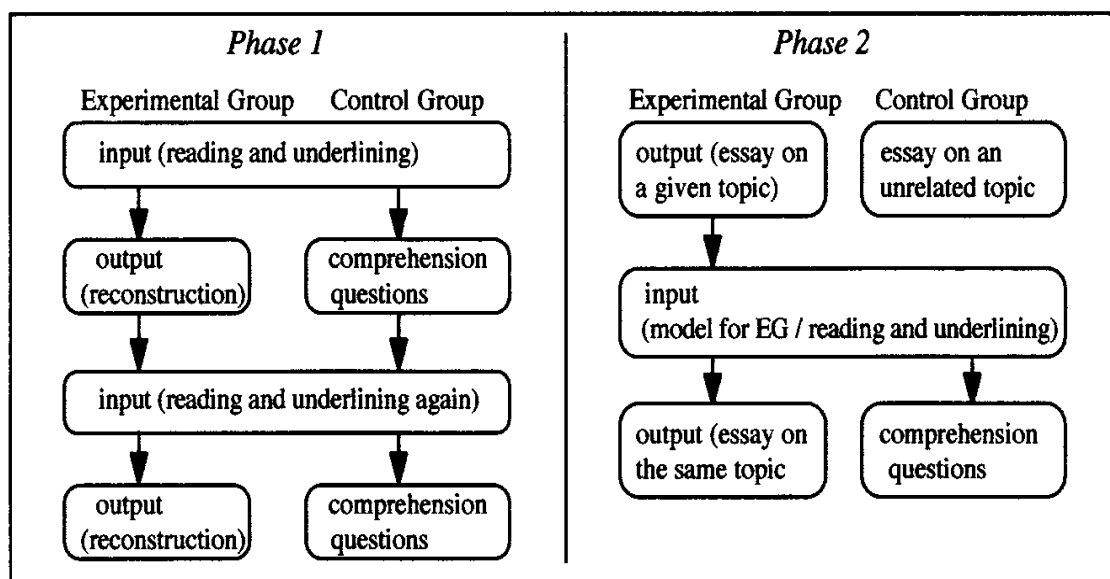 Phase 1
Experimental Group
Control Group
input (reading and underlining)
output
(reconstruction)
comprehension
questions
input (reading and underlining again)
output
(reconstruction)
comprehension
questions
Phase 2
Experimental Group
Control Group
output (essay on
a given topic)
essay on an
unrelated topic
input
(model for EG / reading and underlining)
output (essay on
the same topic
comprehension
questions